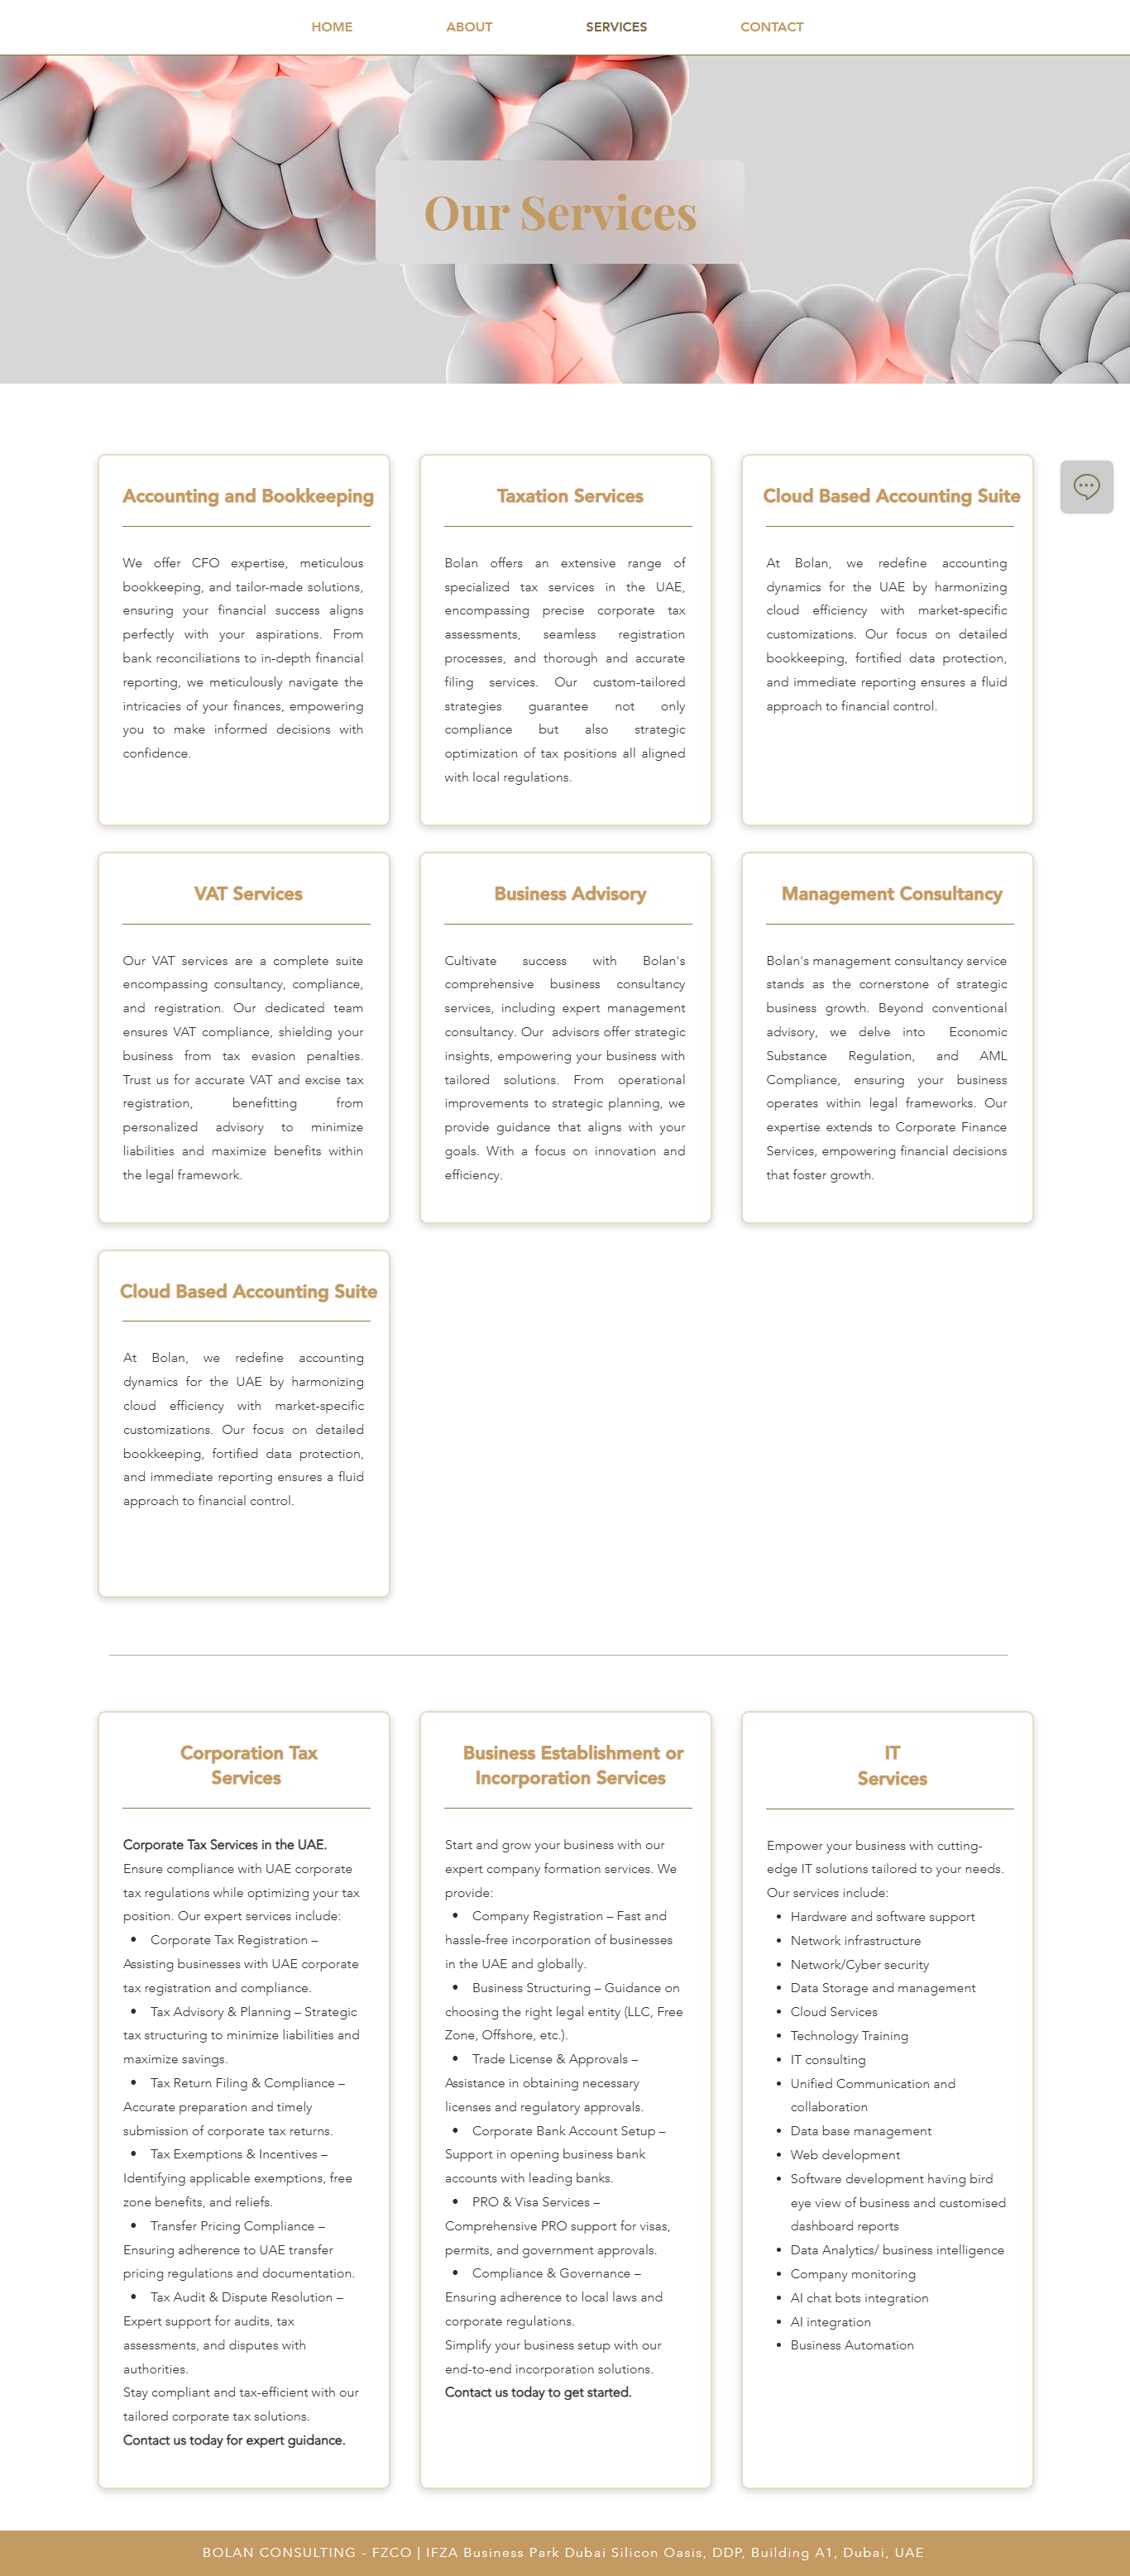 HOME
ABOUT
SERVICES
CONTACT
Our Services
Accounting and Bookkeeping
We offer CFO expertise, meticulous
bookkeeping, and tailor-made solutions,
ensuring your financial success aligns
perfectly with your aspirations. From
bank reconciliations to in-depth financial
reporting, we meticulously navigate the
intricacies of your finances, empowering
you to make informed decisions with
confidence.
Taxation Services
Bolan offers an extensive range of
specialized tax services in the UAE,
encompassing precise corporate tax
assessments, seamless registration
processes, and thorough and accurate
filing services. Our custom-tailored
strategies guarantee not only
compliance but also strategic
optimization of tax positions all aligned
with local regulations.
Cloud Based Accounting Suite
At Bolan, we redefine accounting
dynamics for the UAE by harmonizing
cloud efficiency with market-specific
customizations. Our focus on detailed
bookkeeping, fortified data protection,
and immediate reporting ensures a fluid
approach to financial control.
VAT Services
Our VAT services are a complete suite
encompassing consultancy, compliance,
and registration. Our dedicated team
ensures VAT compliance, shielding your
business from tax evasion penalties.
Trust us for accurate VAT and excise tax
registration, benefitting from
personalized advisory to minimize
liabilities and maximize benefits within
the legal framework.
Business Advisory
Cultivate success with Bolan's
comprehensive business consultancy
services, including expert management
consultancy. Our advisors offer strategic
insights, empowering your business with
tailored solutions. From operational
improvements to strategic planning, we
provide guidance that aligns with your
goals. With a focus on innovation and
efficiency.
Management Consultancy
Bolan's management consultancy service
stands as the cornerstone of strategic
business growth. Beyond conventional
advisory, we delve into Economic
Substance Regulation, and AML
Compliance, ensuring your business
operates within legal frameworks. Our
expertise extends to Corporate Finance
Services, empowering financial decisions
that foster growth.
Cloud Based Accounting Suite
At Bolan, we redefine accounting
dynamics for the UAE by harmonizing
cloud efficiency with market-specific
customizations. Our focus on detailed
bookkeeping, fortified data protection,
and immediate reporting ensures a fluid
approach to financial control.
Corporation Tax
Services
Corporate Tax Services in the UAE.
Ensure compliance with UAE corporate
tax regulations while optimizing your tax
position. Our expert services include:
• Corporate Tax Registration –
Assisting businesses with UAE corporate
tax registration and compliance.
• Tax Advisory & Planning – Strategic
tax structuring to minimize liabilities and
maximize savings.
• Tax Return Filing & Compliance –
Accurate preparation and timely
submission of corporate tax returns.
• Tax Exemptions & Incentives –
Identifying applicable exemptions, free
zone benefits, and reliefs.
• Transfer Pricing Compliance –
Ensuring adherence to UAE transfer
pricing regulations and documentation.
• Tax Audit & Dispute Resolution –
Expert support for audits, tax
assessments, and disputes with
authorities.
Stay compliant and tax-efficient with our
tailored corporate tax solutions.
Contact us today for expert guidance.
Business Establishment or
Incorporation Services
Start and grow your business with our
expert company formation services. We
provide:
• Company Registration – Fast and
hassle-free incorporation of businesses
in the UAE and globally.
• Business Structuring – Guidance on
choosing the right legal entity (LLC, Free
Zone, Offshore, etc.).
• Trade License & Approvals –
Assistance in obtaining necessary
licenses and regulatory approvals.
• Corporate Bank Account Setup –
Support in opening business bank
accounts with leading banks.
• PRO & Visa Services –
Comprehensive PRO support for visas,
permits, and government approvals.
• Compliance & Governance –
Ensuring adherence to local laws and
corporate regulations.
Simplify your business setup with our
end-to-end incorporation solutions.
Contact us today to get started.
IT
Services
Empower your business with cutting-
edge IT solutions tailored to your needs.
Our services include:
• Hardware and software support
• Network infrastructure
• Network/Cyber security
• Data Storage and management
• Cloud Services
• Technology Training
• IT consulting
• Unified Communication and
collaboration
• Data base management
• Web development
• Software development having bird
eye view of business and customised
dashboard reports
• Data Analytics/ business intelligence
• Company monitoring
• AI chat bots integration
• AI integration
• Business Automation
BOLAN CONSULTING - FZCO | IFZA Business Park Dubai Silicon Oasis, DDP, Building A1, Dubai, UAE